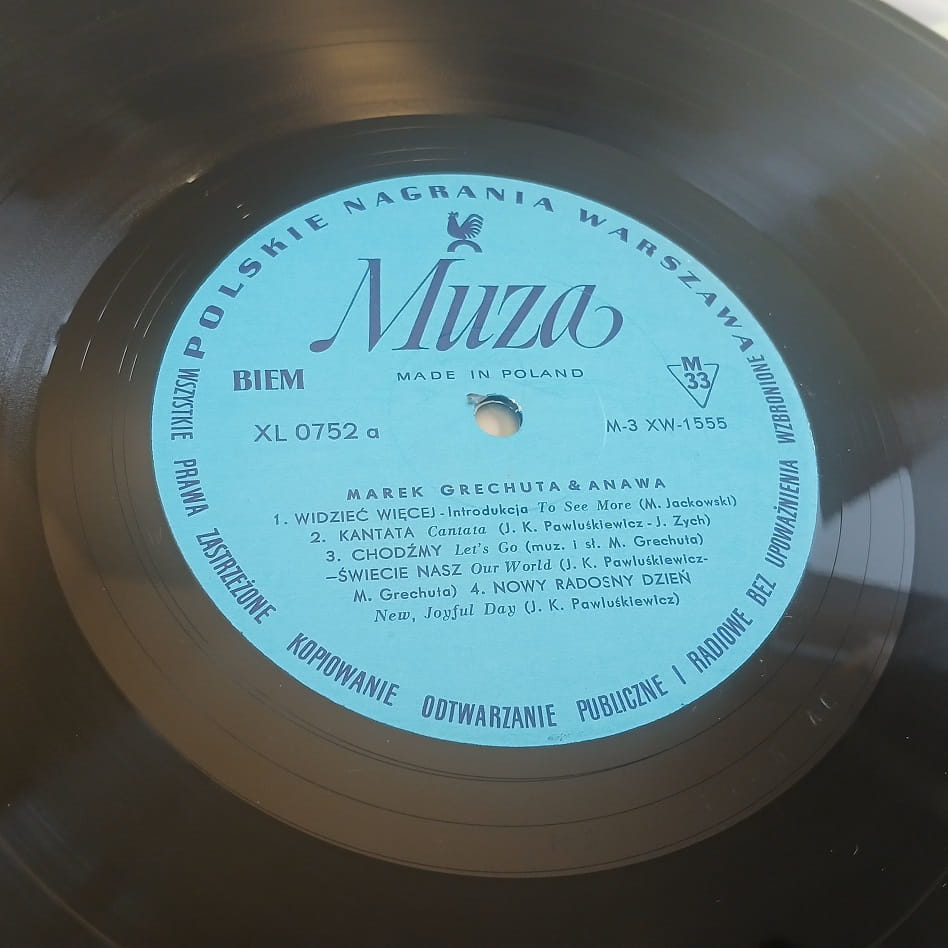 POLSKIE NAGRANIA WARSZAWA
Muza
MADE IN POLAND
BIEM
M
33
XL 0752 a
M-3 XW-1555
MAREK GRECHUTA & ANAWA
1. WIDZIEĆ WIĘCEJ - Introdukcja To See More (M. Jackowski)
2. KANTATA Cantata (J. K. Pawluśkiewicz - J. Zych)
3. CHODŹMY Let's Go (muz. i sł. M. Grechuta)
—ŚWIECIE NASZ Our World (J. K. Pawluśkiewicz-
M. Grechuta) 4. NOWY RADOSNY DZIEŃ
New, Joyful Day (J. K. Pawluśkiewicz)
WSZYSTKIE PRAWA ZASTRZEŻONE KOPIOWANIE ODTWARZANIE PUBLICZNE I RADIOWE BEZ UPOWAŻNIENIA WZBRONIONE